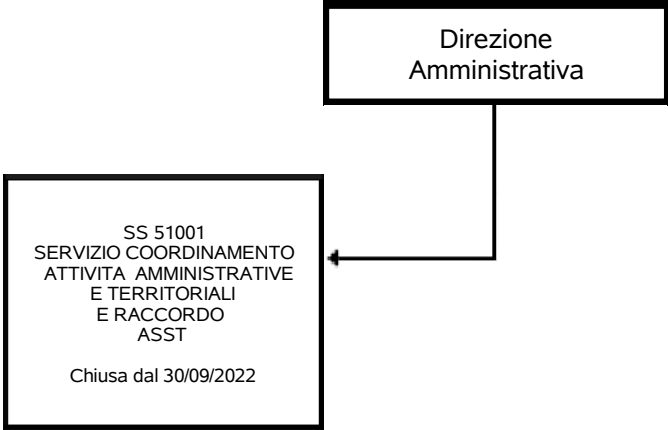 Direzione
Amministrativa
SS 51001
SERVIZIO COORDINAMENTO
ATTIVITA AMMINISTRATIVE
E TERRITORIALI
E RACCORDO
ASST
Chiusa dal 30/09/2022